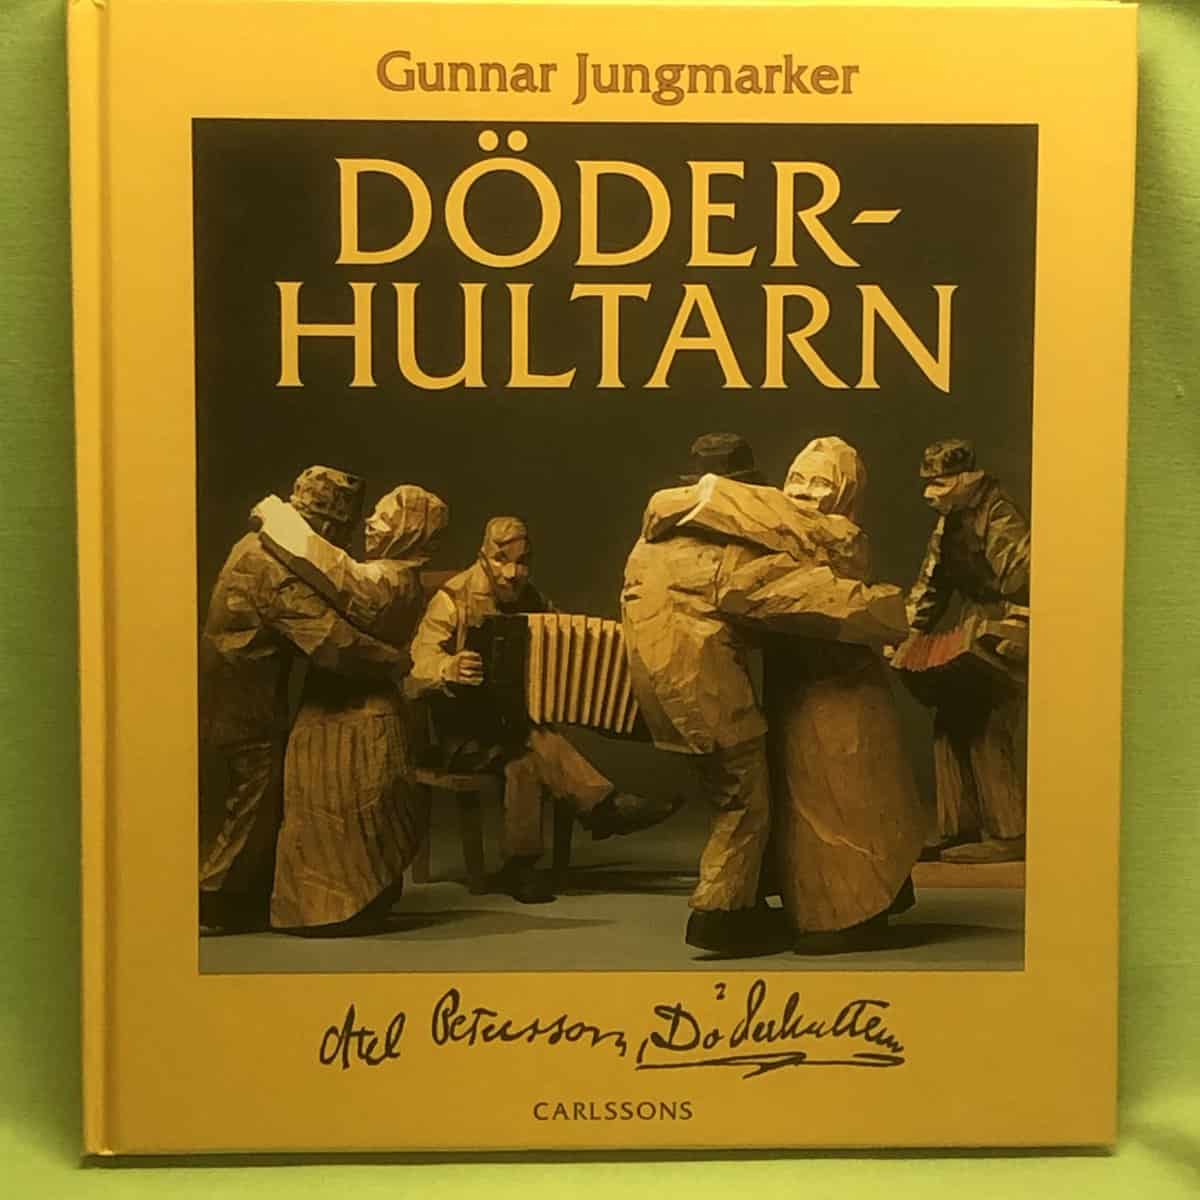 Gunnar Jungmarker
DÖDER-
HULTARN
Axel Petersson, Döderhultarn
CARLSSONS